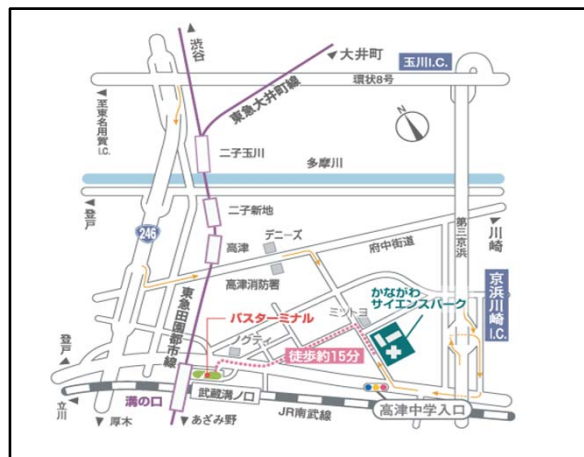 渋谷
大井町
玉川I.C.
環状8号
至東名用賀
I.C.
東急大井町線
N
二子玉川
多摩川
登戸
二子新地
第三京浜
川崎
246
デニーズ
府中街道
高津
高津消防署
京浜川崎
I.C.
東急田園都市線
かながわ
サイエンスパーク
バスターミナル
ミツトヨ
ノクティ
徒歩約15分
登戸
武蔵溝ノ口
溝の口
JR南武線
高津中学入口
立川
厚木
あざみ野